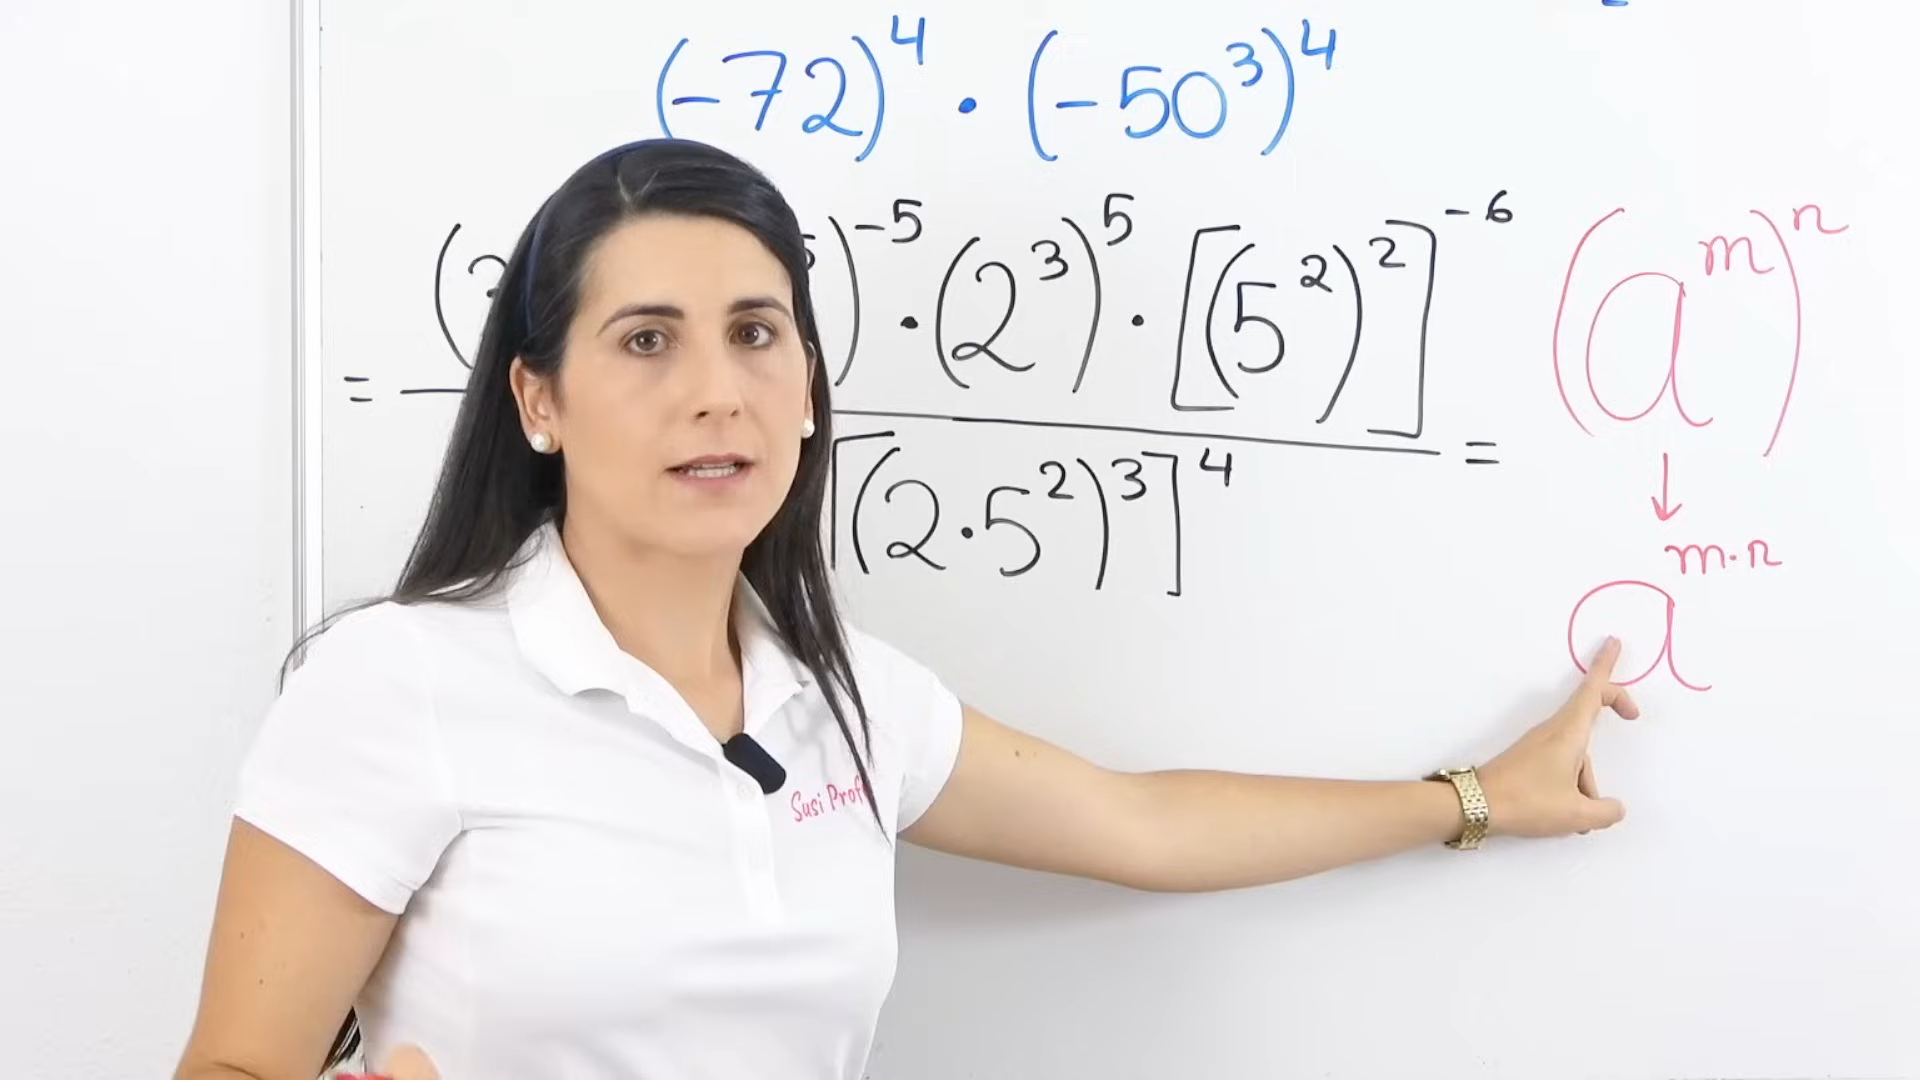 (-72)⁴ · (-50³)⁴
)⁻⁵ · (2³)⁵ · [(5²)²]⁻⁶
= =
[(2·5²)³]⁴
(aᵐ)ⁿ
↓
aᵐ·ⁿ
Susi Prof